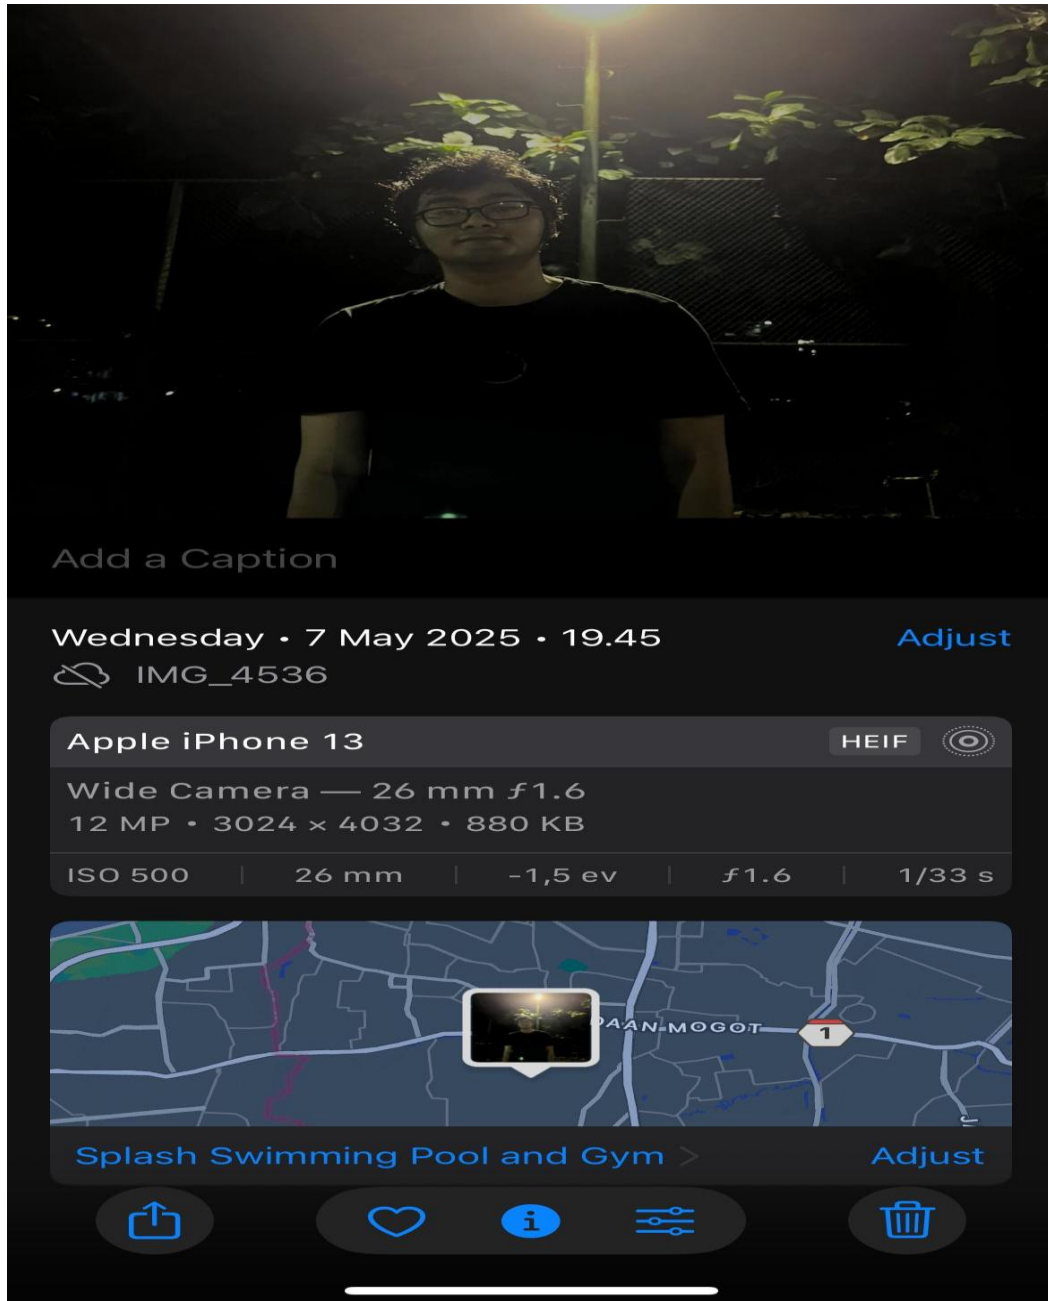 Add a Caption
Wednesday • 7 May 2025 • 19.45
Adjust
IMG_4536
Apple iPhone 13
HEIF
Wide Camera — 26 mm ƒ1.6
12 MP • 3024 × 4032 • 880 KB
ISO 500 | 26 mm | -1,5 ev | ƒ1.6 | 1/33 s
DAAN MOGOT
1
Splash Swimming Pool and Gym
Adjust